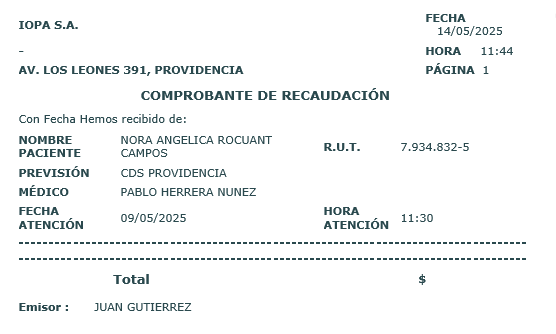 IOPA S.A.
FECHA
14/05/2025
-
HORA 11:44
AV. LOS LEONES 391, PROVIDENCIA
PÁGINA 1
COMPROBANTE DE RECAUDACIÓN
Con Fecha Hemos recibido de:
NOMBRE PACIENTE NORA ANGELICA ROCUANT CAMPOS R.U.T. 7.934.832-5
PREVISIÓN CDS PROVIDENCIA
MÉDICO PABLO HERRERA NUNEZ
FECHA ATENCIÓN 09/05/2025 HORA ATENCIÓN 11:30
Total $
Emisor : JUAN GUTIERREZ